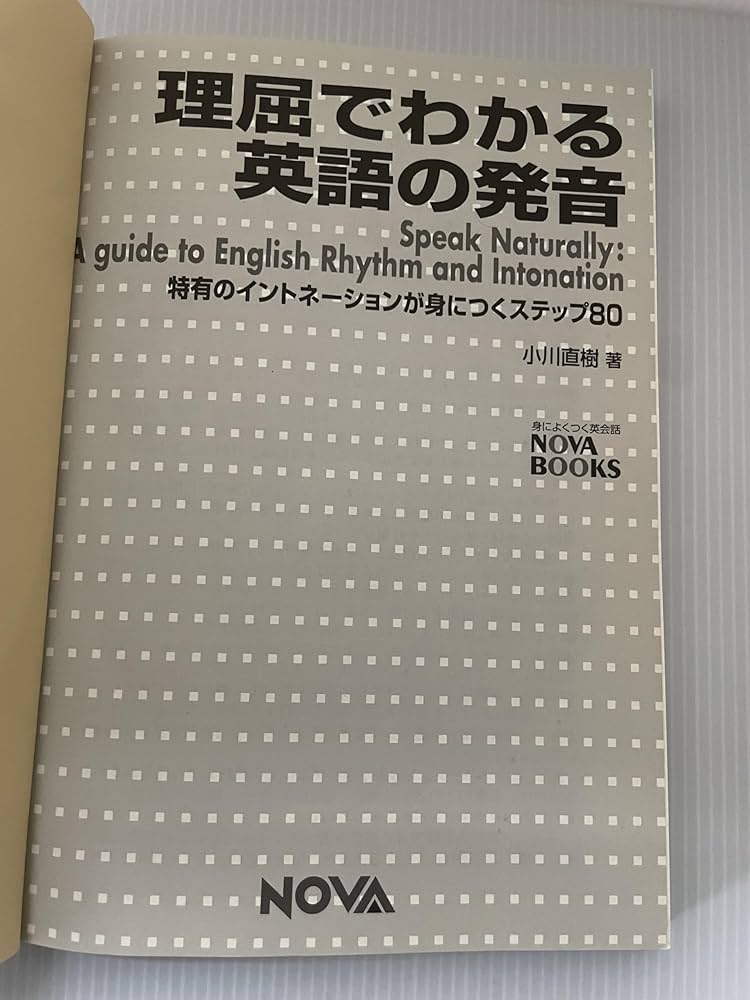 理屈でわかる
英語の発音
Speak Naturally:
A guide to English Rhythm and Intonation
特有のイントネーションが身につくステップ80
小川直樹 著
身によくつく英会話
NOVA
BOOKS
NOVA